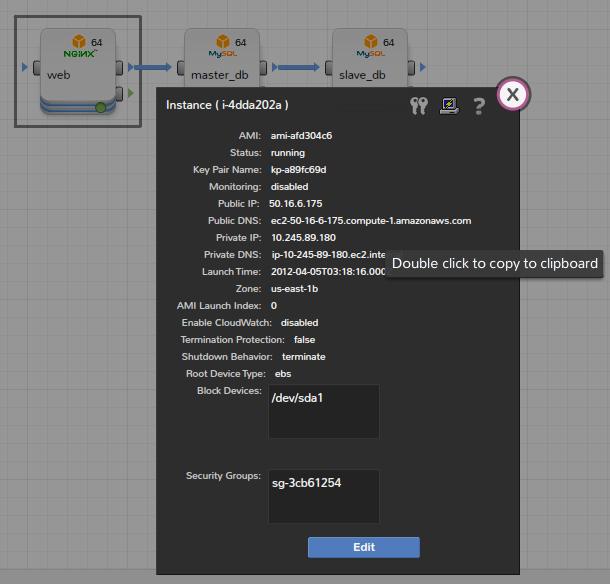 64
NGINX
web
64
MySQL
master_db
64
MySQL
slave_db
Instance ( i-4dda202a )
?
X
AMI: ami-afd304c6
Status: running
Key Pair Name: kp-a89fc69d
Monitoring: disabled
Public IP: 50.16.6.175
Public DNS: ec2-50-16-6-175.compute-1.amazonaws.com
Private IP: 10.245.89.180
Private DNS: ip-10-245-89-180.ec2.inte
Double click to copy to clipboard
Launch Time: 2012-04-05T03:18:16.000
Zone: us-east-1b
AMI Launch Index: 0
Enable CloudWatch: disabled
Termination Protection: false
Shutdown Behavior: terminate
Root Device Type: ebs
Block Devices: /dev/sda1
Security Groups: sg-3cb61254
Edit